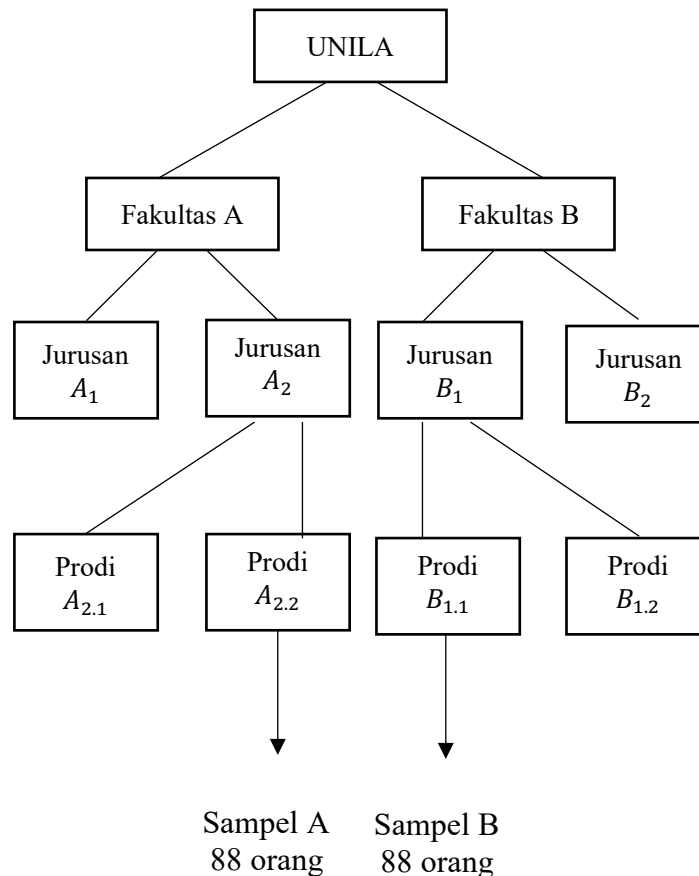 UNILA
Fakultas A
Fakultas B
Jurusan
A₁
Jurusan
A₂
Jurusan
B₁
Jurusan
B₂
Prodi
A₂.₁
Prodi
A₂.₂
Prodi
B₁.₁
Prodi
B₁.₂
Sampel A
88 orang
Sampel B
88 orang